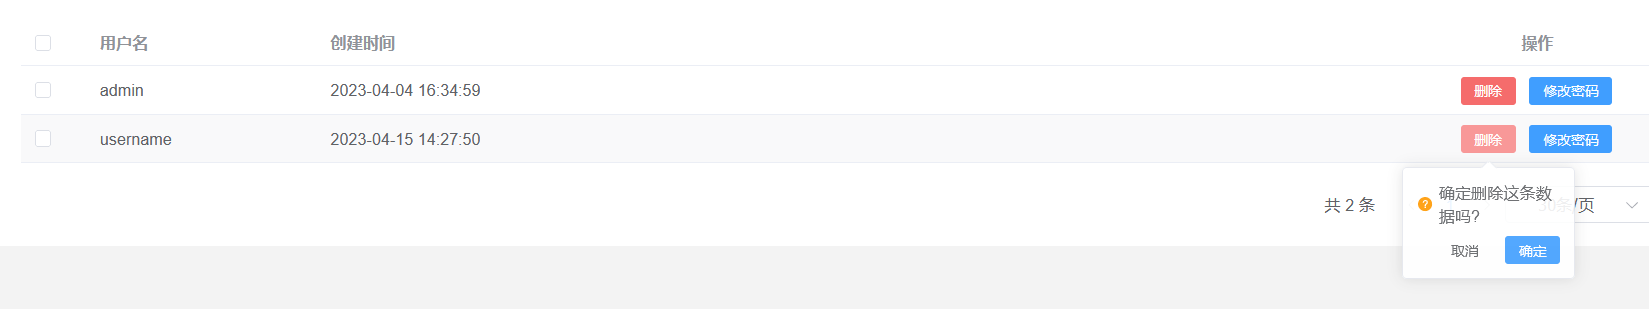 用户名 创建时间 操作
admin 2023-04-04 16:34:59 删除 修改密码
username 2023-04-15 14:27:50 删除 修改密码
确定删除这条数
据吗?
共 2 条 条/页
取消 确定